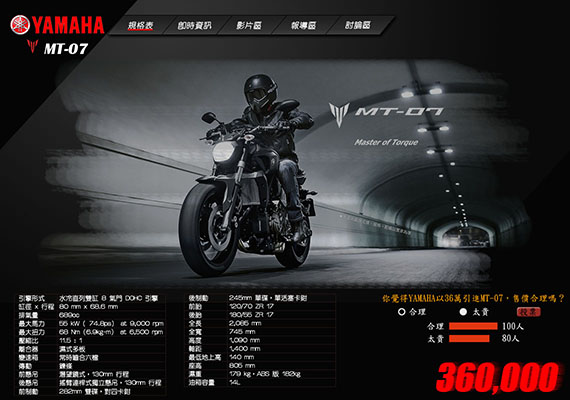 YAMAHA
MT-07
規格表
即時資訊
影片區
報導區
討論區
MT-07
Master of Torque
引擎形式 水冷直列雙缸 8 氣門 DOHC 引擎
缸徑 x 行程 80 mm x 68.6 mm
排氣量 689cc
最大馬力 55 kW ( 74.8ps) at 9,000 rpm
最大扭力 68 Nm (6.9kg-m) at 6,500 rpm
壓縮比 11.5 : 1
離合器 濕式多板
變速箱 常時嚙合六檔
傳動 鏈條
前懸吊 潛望鏡式，130mm 行程
後懸吊 搖臂連桿式獨立懸吊，130mm 行程
前制動 282mm 雙碟，對四卡鉗
後制動 245mm 單碟，單活塞卡鉗
前胎 120/70 ZR 17
後胎 180/55 ZR 17
全長 2,085 mm
全寬 745 mm
高度 1,090 mm
軸距 1,400 mm
最低地上高 140 mm
座高 805 mm
濕重 179 kg，ABS 版 182kg
油箱容量 14L
你覺得YAMAHA以36萬引進MT-07，售價合理嗎？
合理 太貴 投票
合理 100人
太貴 80人
360,000